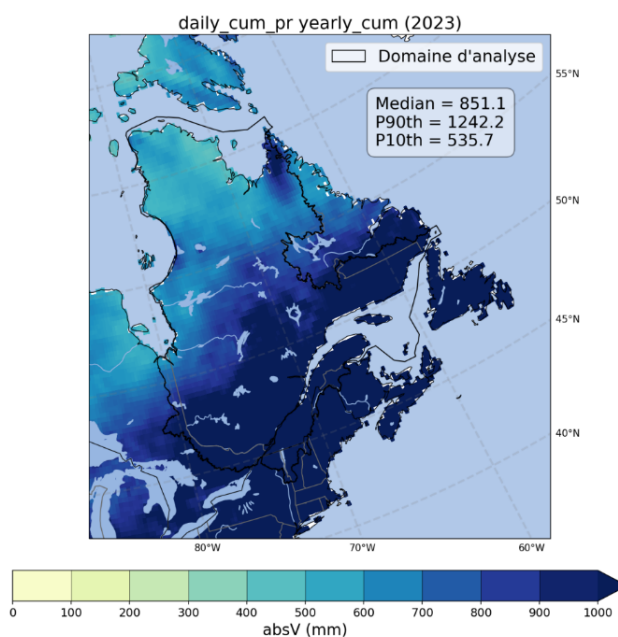 daily_cum_pr yearly_cum (2023)
Domaine d'analyse
55°N
Median = 851.1
P90th = 1242.2
P10th = 535.7
50°N
45°N
40°N
80°W 70°W 60°W
0 100 200 300 400 500 600 700 800 900 1000
absV (mm)